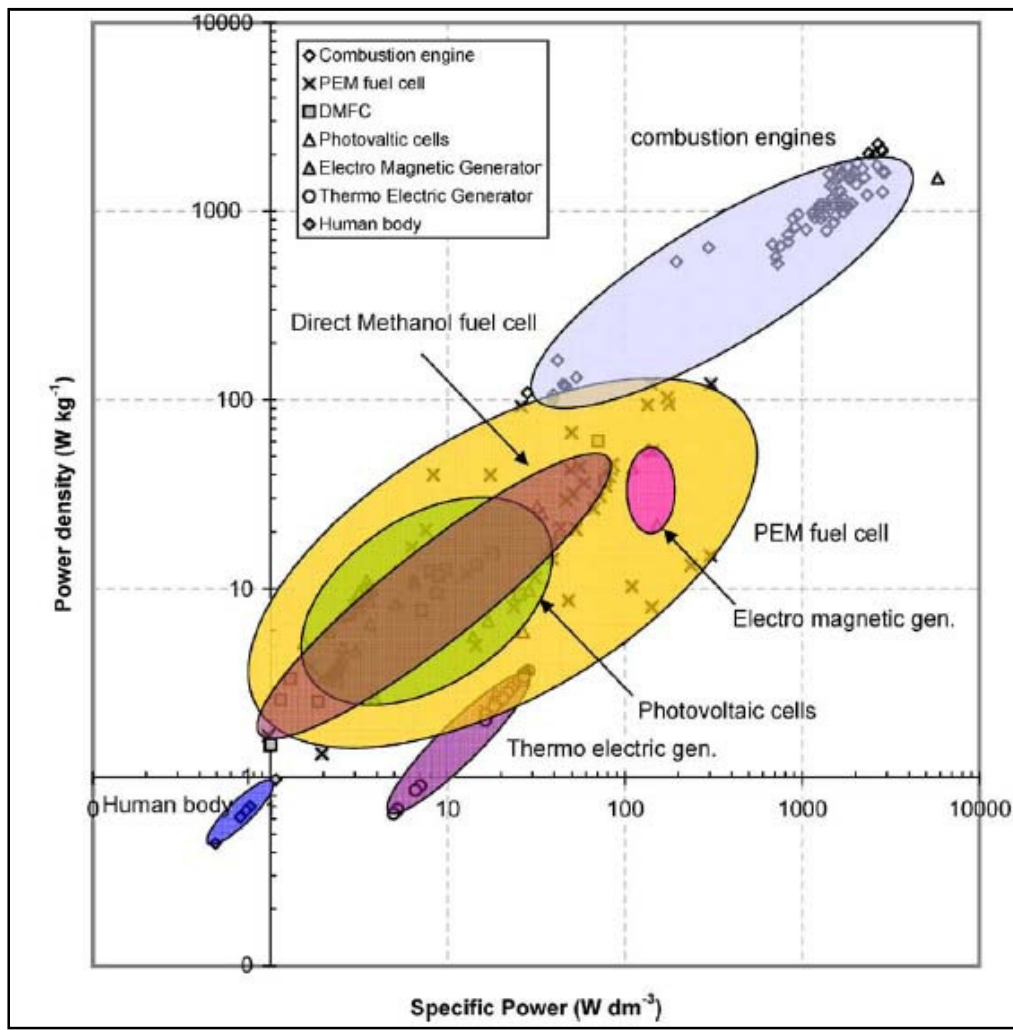 10000
Combustion engine
PEM fuel cell
DMFC
Photovaltic cells
Electro Magnetic Generator
Thermo Electric Generator
Human body
combustion engines
1000
Direct Methanol fuel cell
100
PEM fuel cell
10
Electro magnetic gen.
Photovoltaic cells
Thermo electric gen.
1
Human body
0
10
100
1000
10000
0
Power density (W kg⁻¹)
Specific Power (W dm⁻³)